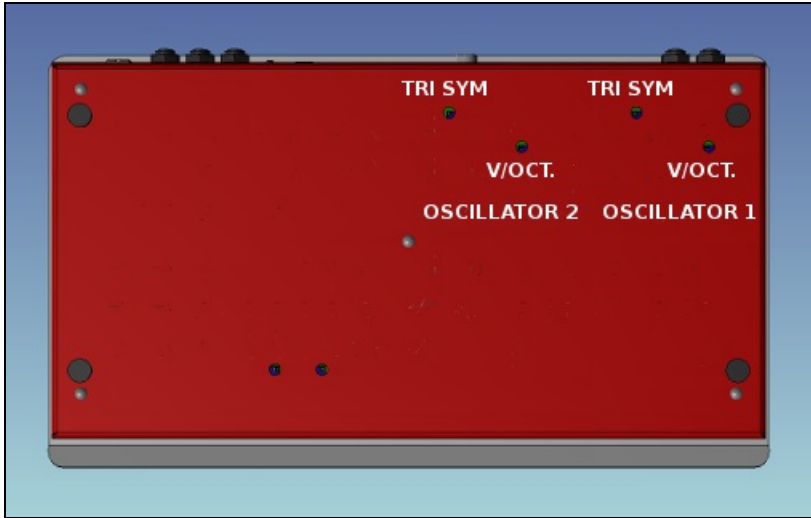 TRI SYM TRI SYM
V/OCT. V/OCT.
OSCILLATOR 2 OSCILLATOR 1